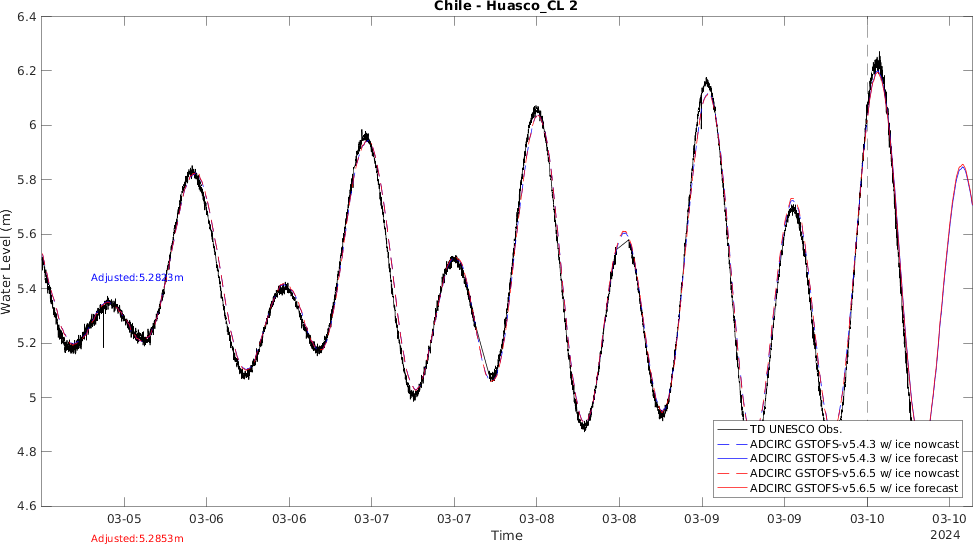 Chile - Huasco_CL 2
6.4
6.2
6
5.8
5.6
5.4
5.2
5
4.8
4.6
Water Level (m)
Adjusted:5.2823m
TD UNESCO Obs.
ADCIRC GSTOFS-v5.4.3 w/ ice nowcast
ADCIRC GSTOFS-v5.4.3 w/ ice forecast
ADCIRC GSTOFS-v5.6.5 w/ ice nowcast
ADCIRC GSTOFS-v5.6.5 w/ ice forecast
03-05 03-06 03-06 03-07 03-07 03-08 03-08 03-09 03-09 03-10 03-10
2024
Time
Adjusted:5.2853m